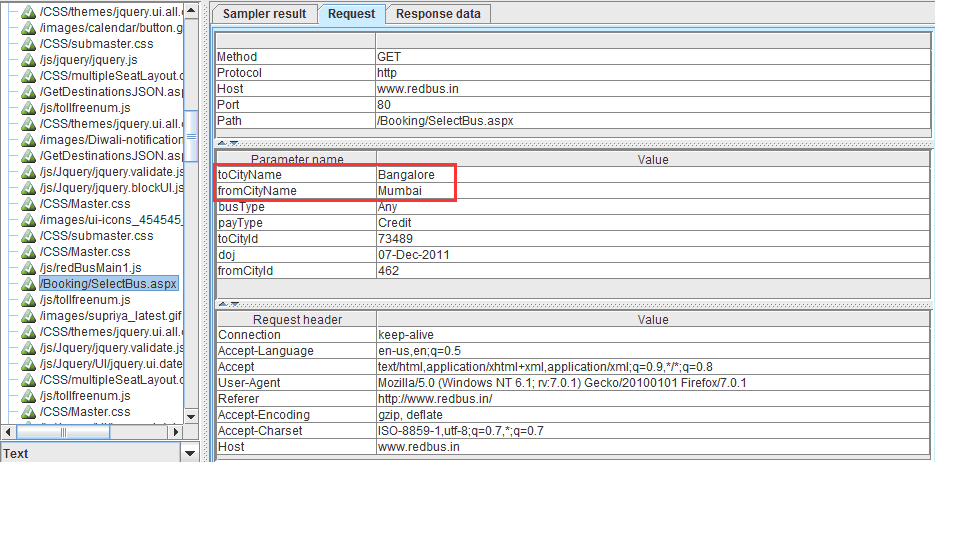 /CSS/themes/jquery.ui.all.c
/images/calendar/button.g
/CSS/submaster.css
/js/jquery/jquery.js
/CSS/multipleSeatLayout.c
/GetDestinationsJSON.asp
/js/tollfreenum.js
/CSS/themes/jquery.ui.all.c
/images/Diwali-notification
/GetDestinationsJSON.asp
/js/Jquery/jquery.validate.js
/js/Jquery/jquery.blockUI.js
/CSS/Master.css
/images/ui-icons_454545_
/CSS/submaster.css
/CSS/Master.css
/js/redBusMain1.js
/Booking/SelectBus.aspx
/js/tollfreenum.js
/images/supriya_latest.gif
/CSS/themes/jquery.ui.all.c
/js/Jquery/jquery.validate.js
/js/Jquery/UI/jquery.ui.date
/CSS/multipleSeatLayout.c
/js/tollfreenum.js
/CSS/Master.css
Text
Sampler result Request Response data
Method GET
Protocol http
Host www.redbus.in
Port 80
Path /Booking/SelectBus.aspx
Parameter name Value
toCityName Bangalore
fromCityName Mumbai
busType Any
payType Credit
toCityId 73489
doj 07-Dec-2011
fromCityId 462
Request header Value
Connection keep-alive
Accept-Language en-us,en;q=0.5
Accept text/html,application/xhtml+xml,application/xml;q=0.9,*/*;q=0.8
User-Agent Mozilla/5.0 (Windows NT 6.1; rv:7.0.1) Gecko/20100101 Firefox/7.0.1
Referer http://www.redbus.in/
Accept-Encoding gzip, deflate
Accept-Charset ISO-8859-1,utf-8;q=0.7,*;q=0.7
Host www.redbus.in